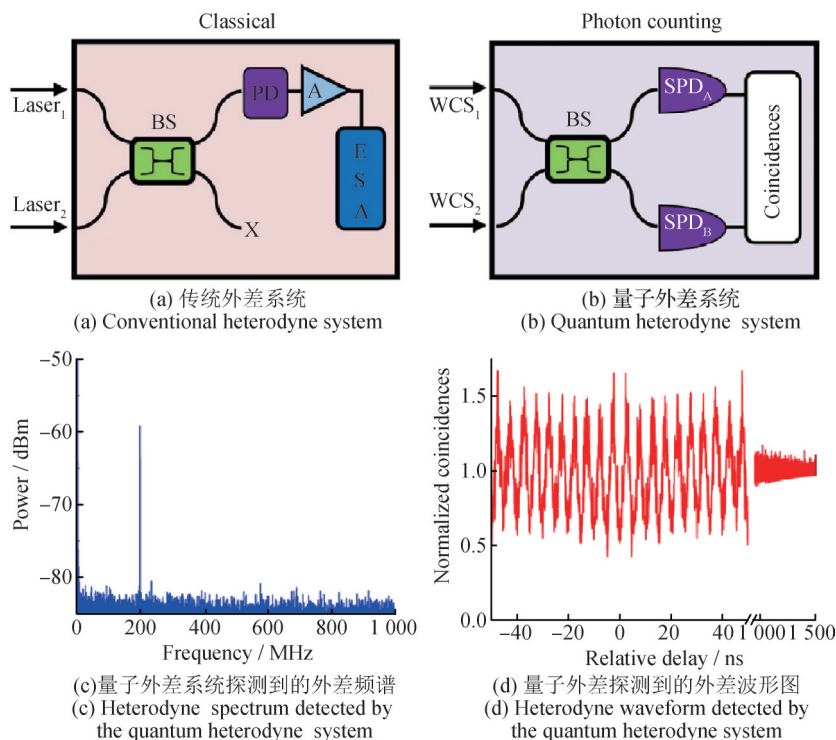 Classical
Laser₁
Laser₂
BS
PD
A
E
S
A
X
(a) 传统外差系统
(a) Conventional heterodyne system
Photon counting
WCS₁
WCS₂
BS
SPD_A
SPD_B
Coincidences
(b) 量子外差系统
(b) Quantum heterodyne system
Power / dBm
−50
−60
−70
−80
0 200 400 600 800 1 000
Frequency / MHz
(c)量子外差系统探测到的外差频谱
(c) Heterodyne spectrum detected by
the quantum heterodyne system
Normalized coincidences
1.5
1.0
0.5
0.0
−40 −20 0 20 40 1 000 1 500
Relative delay / ns
(d) 量子外差探测到的外差波形图
(d) Heterodyne waveform detected by
the quantum heterodyne system